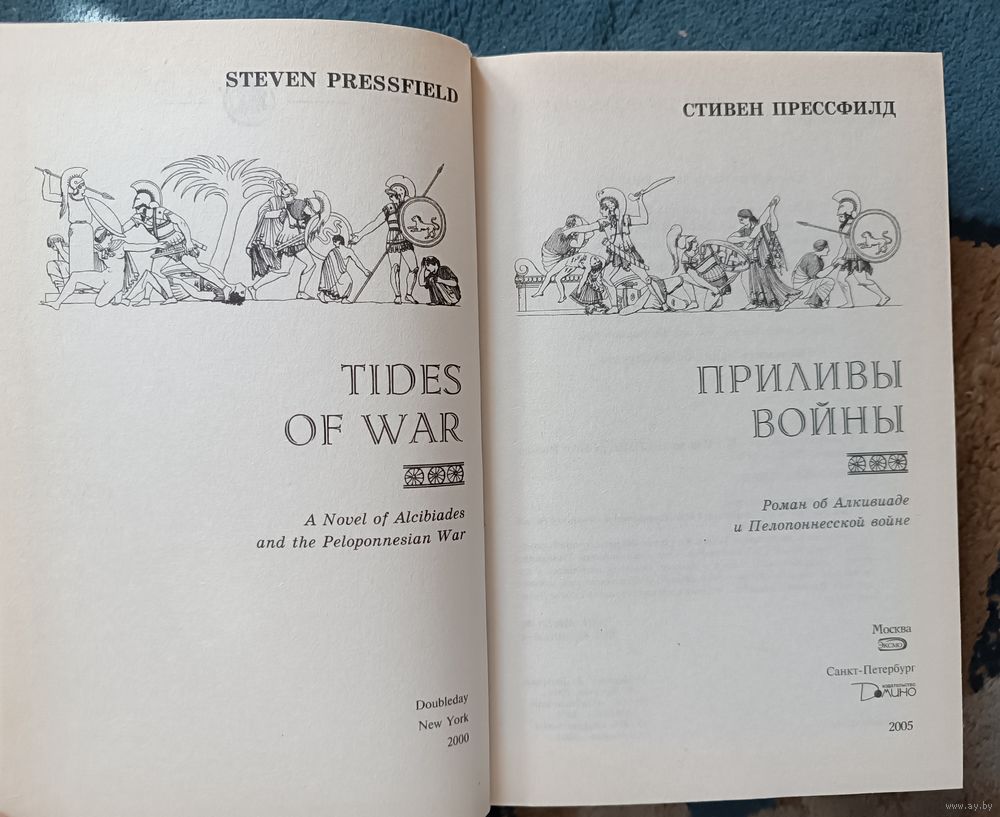 STEVEN PRESSFIELD
TIDES
OF WAR
A Novel of Alcibiades
and the Peloponnesian War
Doubleday
New York
2000
СТИВЕН ПРЕССФИЛД
ПРИЛИВЫ
ВОЙНЫ
Роман об Алкивиаде
и Пелопоннесской войне
Москва
ЭКСМО
Санкт-Петербург
ИЗДАТЕЛЬСТВО
Домино
2005
www.ay.by